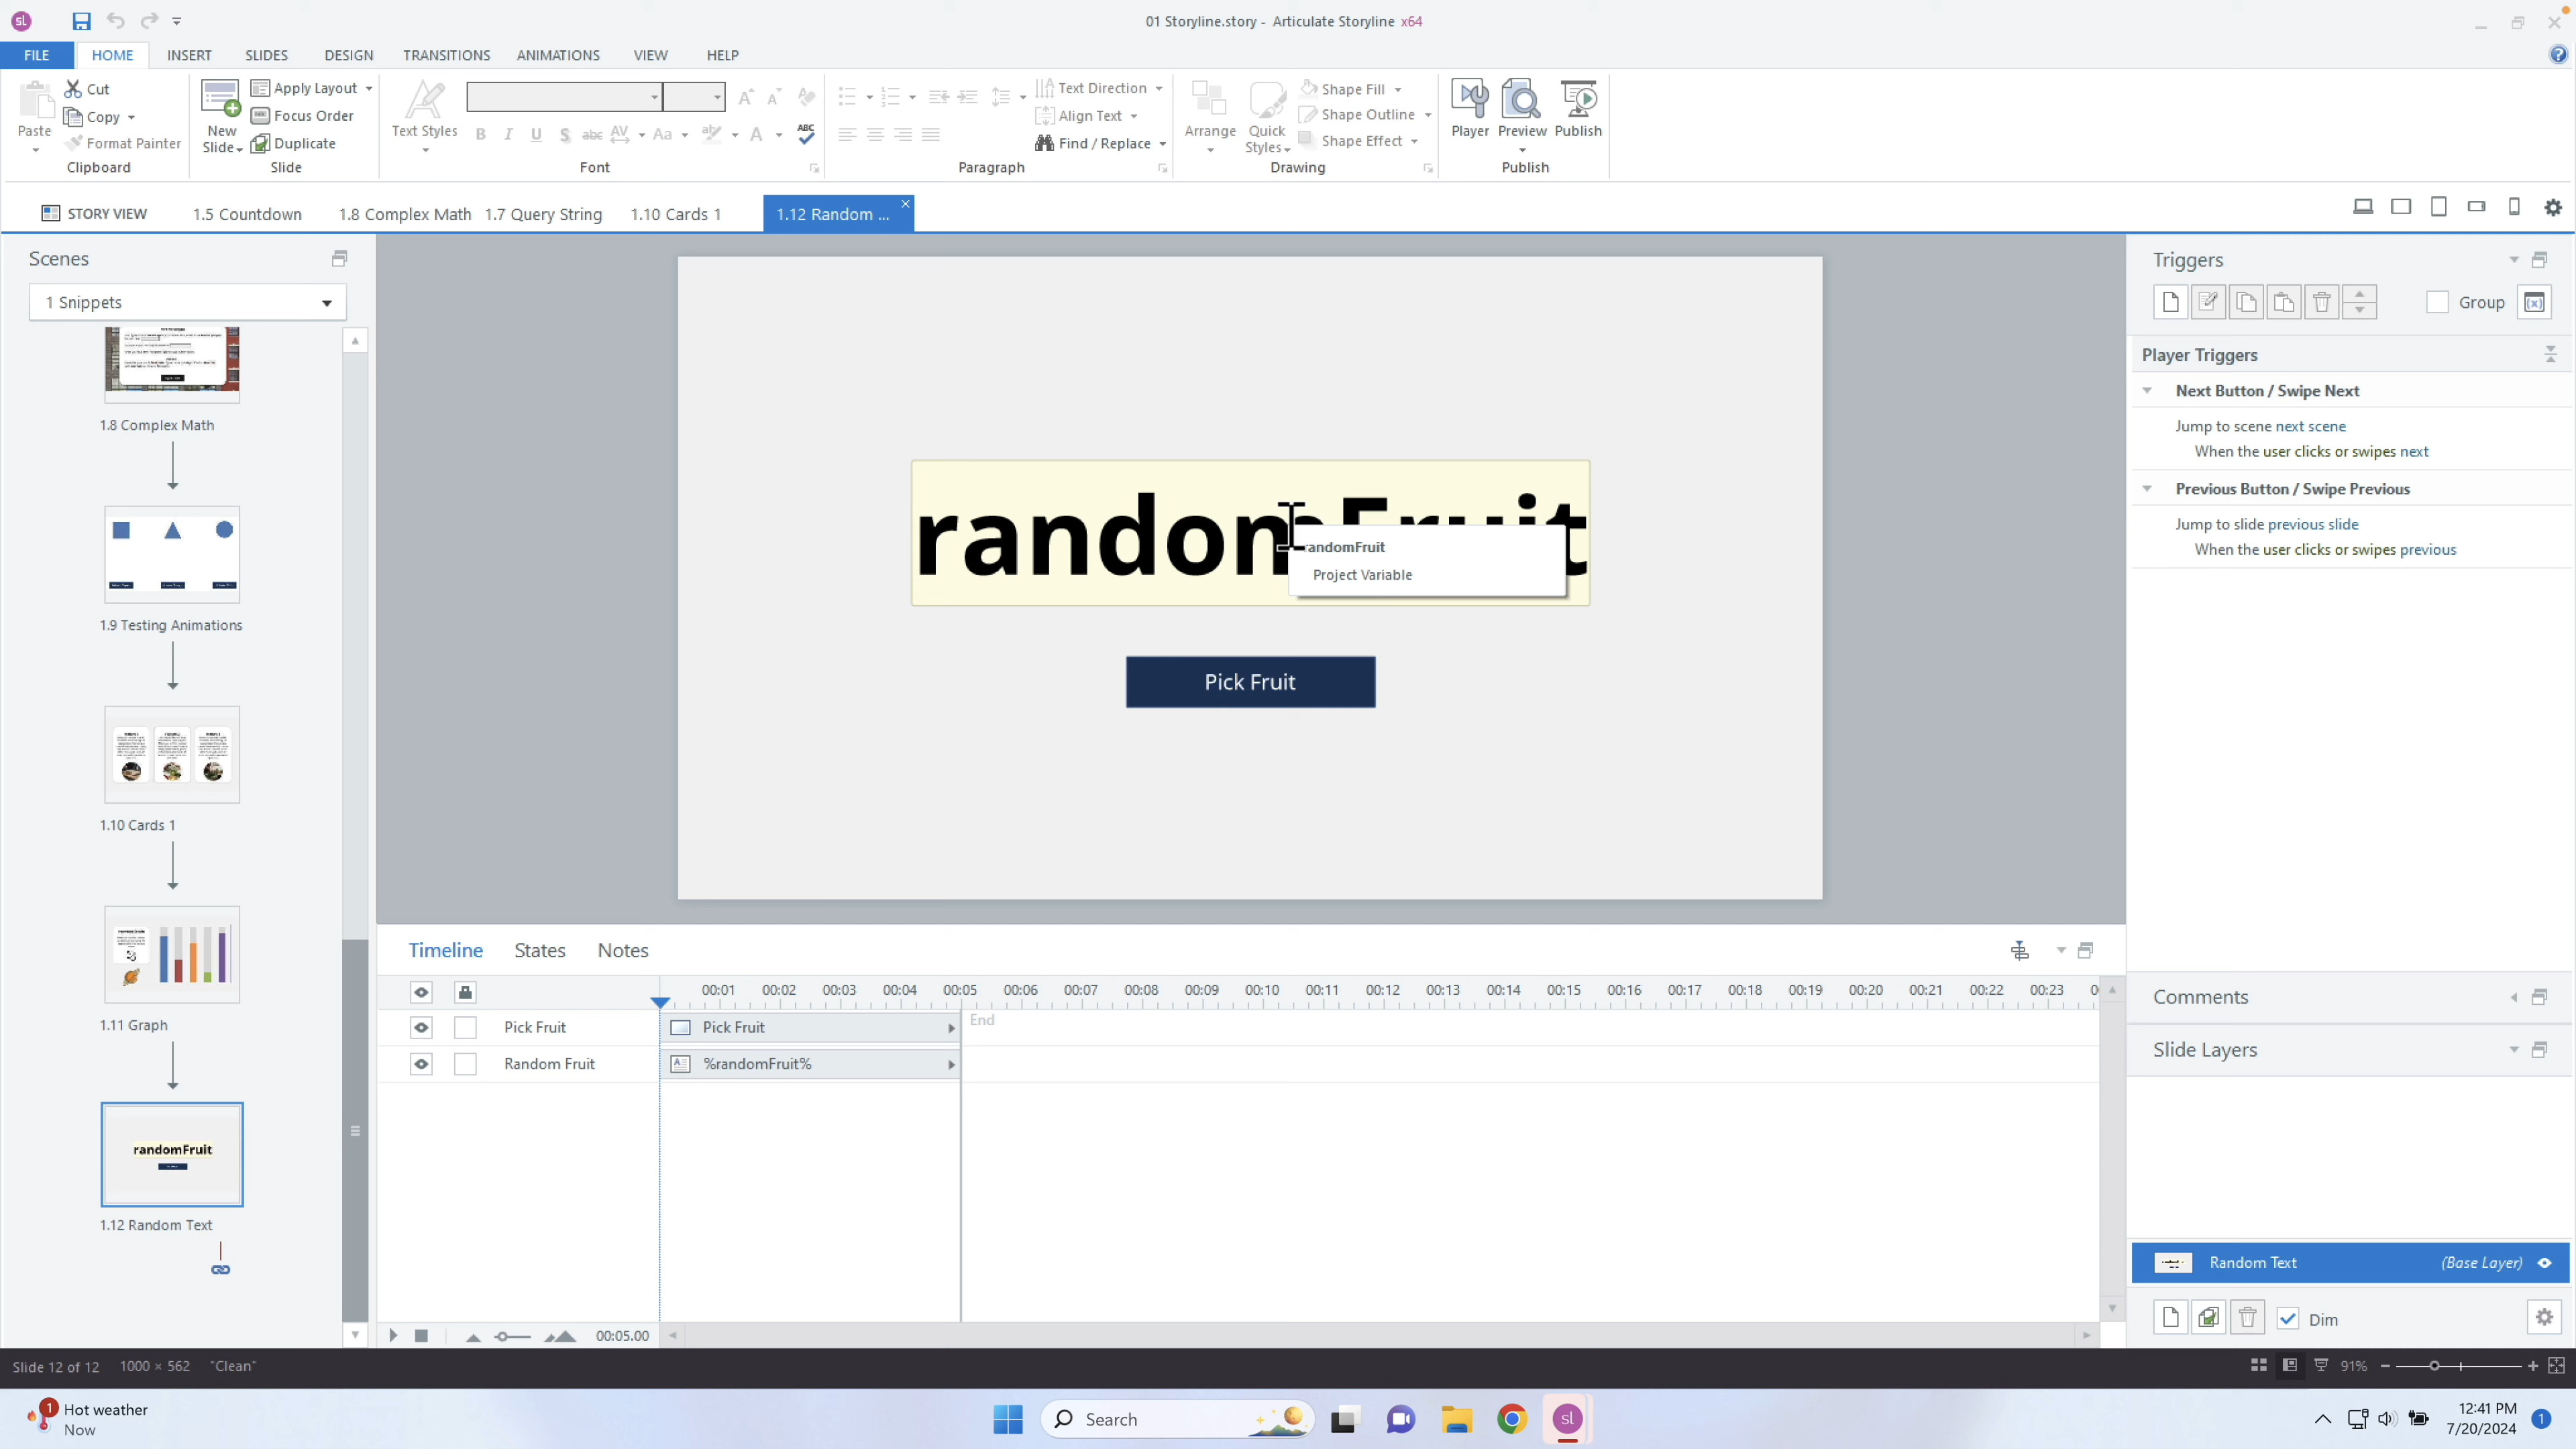 sl
01 Storyline.story - Articulate Storyline x64
FILE HOME INSERT SLIDES DESIGN TRANSITIONS ANIMATIONS VIEW HELP
Paste Cut Copy Format Painter
Clipboard
New Slide Apply Layout Focus Order Duplicate
Slide
Text Styles
B I U S abc AV Aa ab A ABC
Font
Text Direction
Align Text
Find / Replace
Paragraph
Arrange Quick Styles Shape Fill Shape Outline Shape Effect
Drawing
Player Preview Publish
Publish
STORY VIEW 1.5 Countdown 1.8 Complex Math 1.7 Query String 1.10 Cards 1 1.12 Random ...
Scenes
1 Snippets
1.8 Complex Math
1.9 Testing Animations
1.10 Cards 1
1.11 Graph
randomFruit
1.12 Random Text
randomFruit
randomFruit
Project Variable
Pick Fruit
Triggers
Group
Player Triggers
Next Button / Swipe Next
Jump to scene next scene
When the user clicks or swipes next
Previous Button / Swipe Previous
Jump to slide previous slide
When the user clicks or swipes previous
Timeline States Notes
00:01 00:02 00:03 00:04 00:05 00:06 00:07 00:08 00:09 00:10 00:11 00:12 00:13 00:14 00:15 00:16 00:17 00:18 00:19 00:20 00:21 00:22 00:23
Pick Fruit Pick Fruit End
Random Fruit %randomFruit%
00:05.00
Comments
Slide Layers
Random Text (Base Layer)
Dim
Slide 12 of 12 1000 × 562 "Clean" 91%
1 Hot weather
Now
Search
sl
12:41 PM
7/20/2024
1